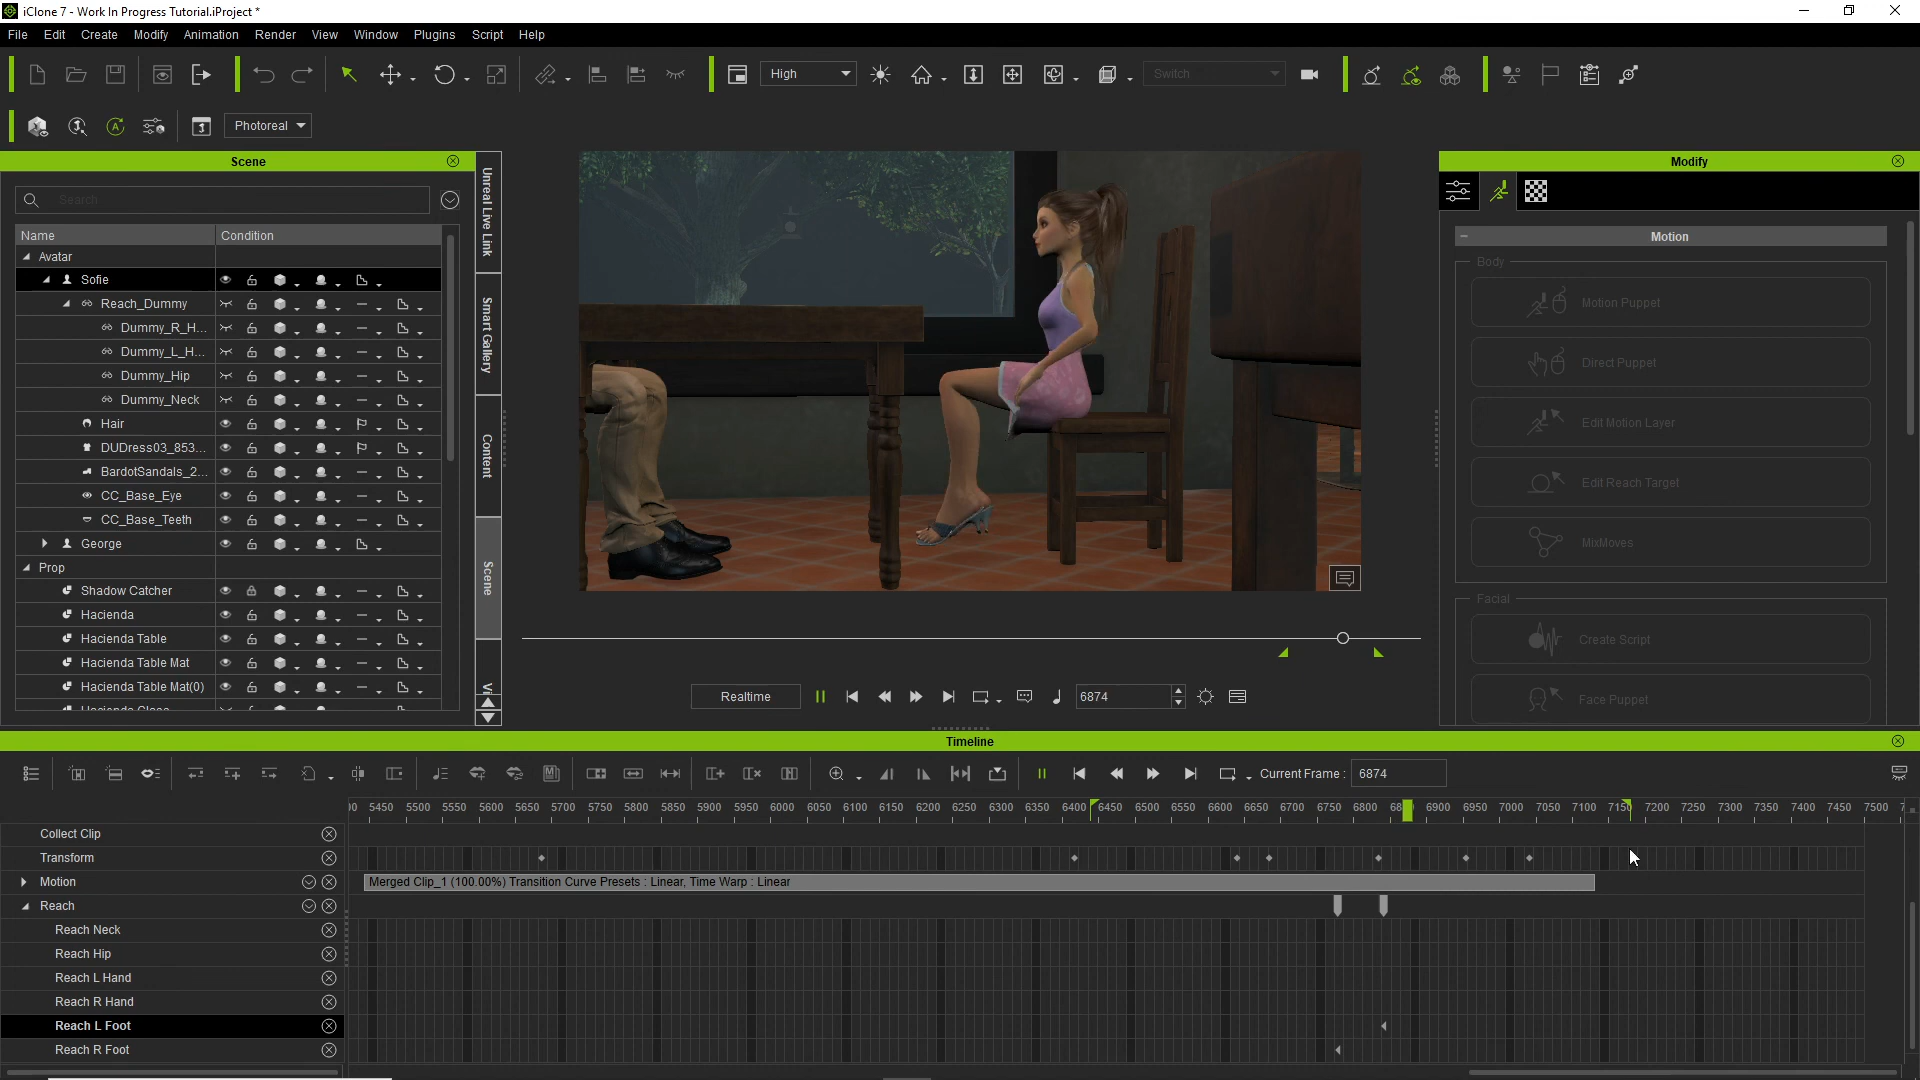 iClone 7 - Work In Progress Tutorial.iProject *
File Edit Create Modify Animation Render View Window Plugins Script Help
High
Switch
Photoreal
Scene
Search
Name Condition
Avatar
Sofie
Reach_Dummy
Dummy_R_H...
Dummy_L_H...
Dummy_Hip
Dummy_Neck
Hair
DUDress03_853...
BardotSandals_2...
CC_Base_Eye
CC_Base_Teeth
George
Prop
Shadow Catcher
Hacienda
Hacienda Table
Hacienda Table Mat
Hacienda Table Mat(0)
Unreal Live Link
Smart Gallery
Content
Scene
Realtime
6874
Modify
Motion
Body
Motion Puppet
Direct Puppet
Edit Motion Layer
Edit Reach Target
MixMoves
Facial
Create Script
Face Puppet
Timeline
Current Frame : 6874
5450 5500 5550 5600 5650 5700 5750 5800 5850 5900 5950 6000 6050 6100 6150 6200 6250 6300 6350 6400 6450 6500 6550 6600 6650 6700 6750 6800 6900 6950 7000 7050 7100 7150 7200 7250 7300 7350 7400 7450 7500
Collect Clip
Transform
Motion
Merged Clip_1 (100.00%) Transition Curve Presets : Linear, Time Warp : Linear
Reach
Reach Neck
Reach Hip
Reach L Hand
Reach R Hand
Reach L Foot
Reach R Foot